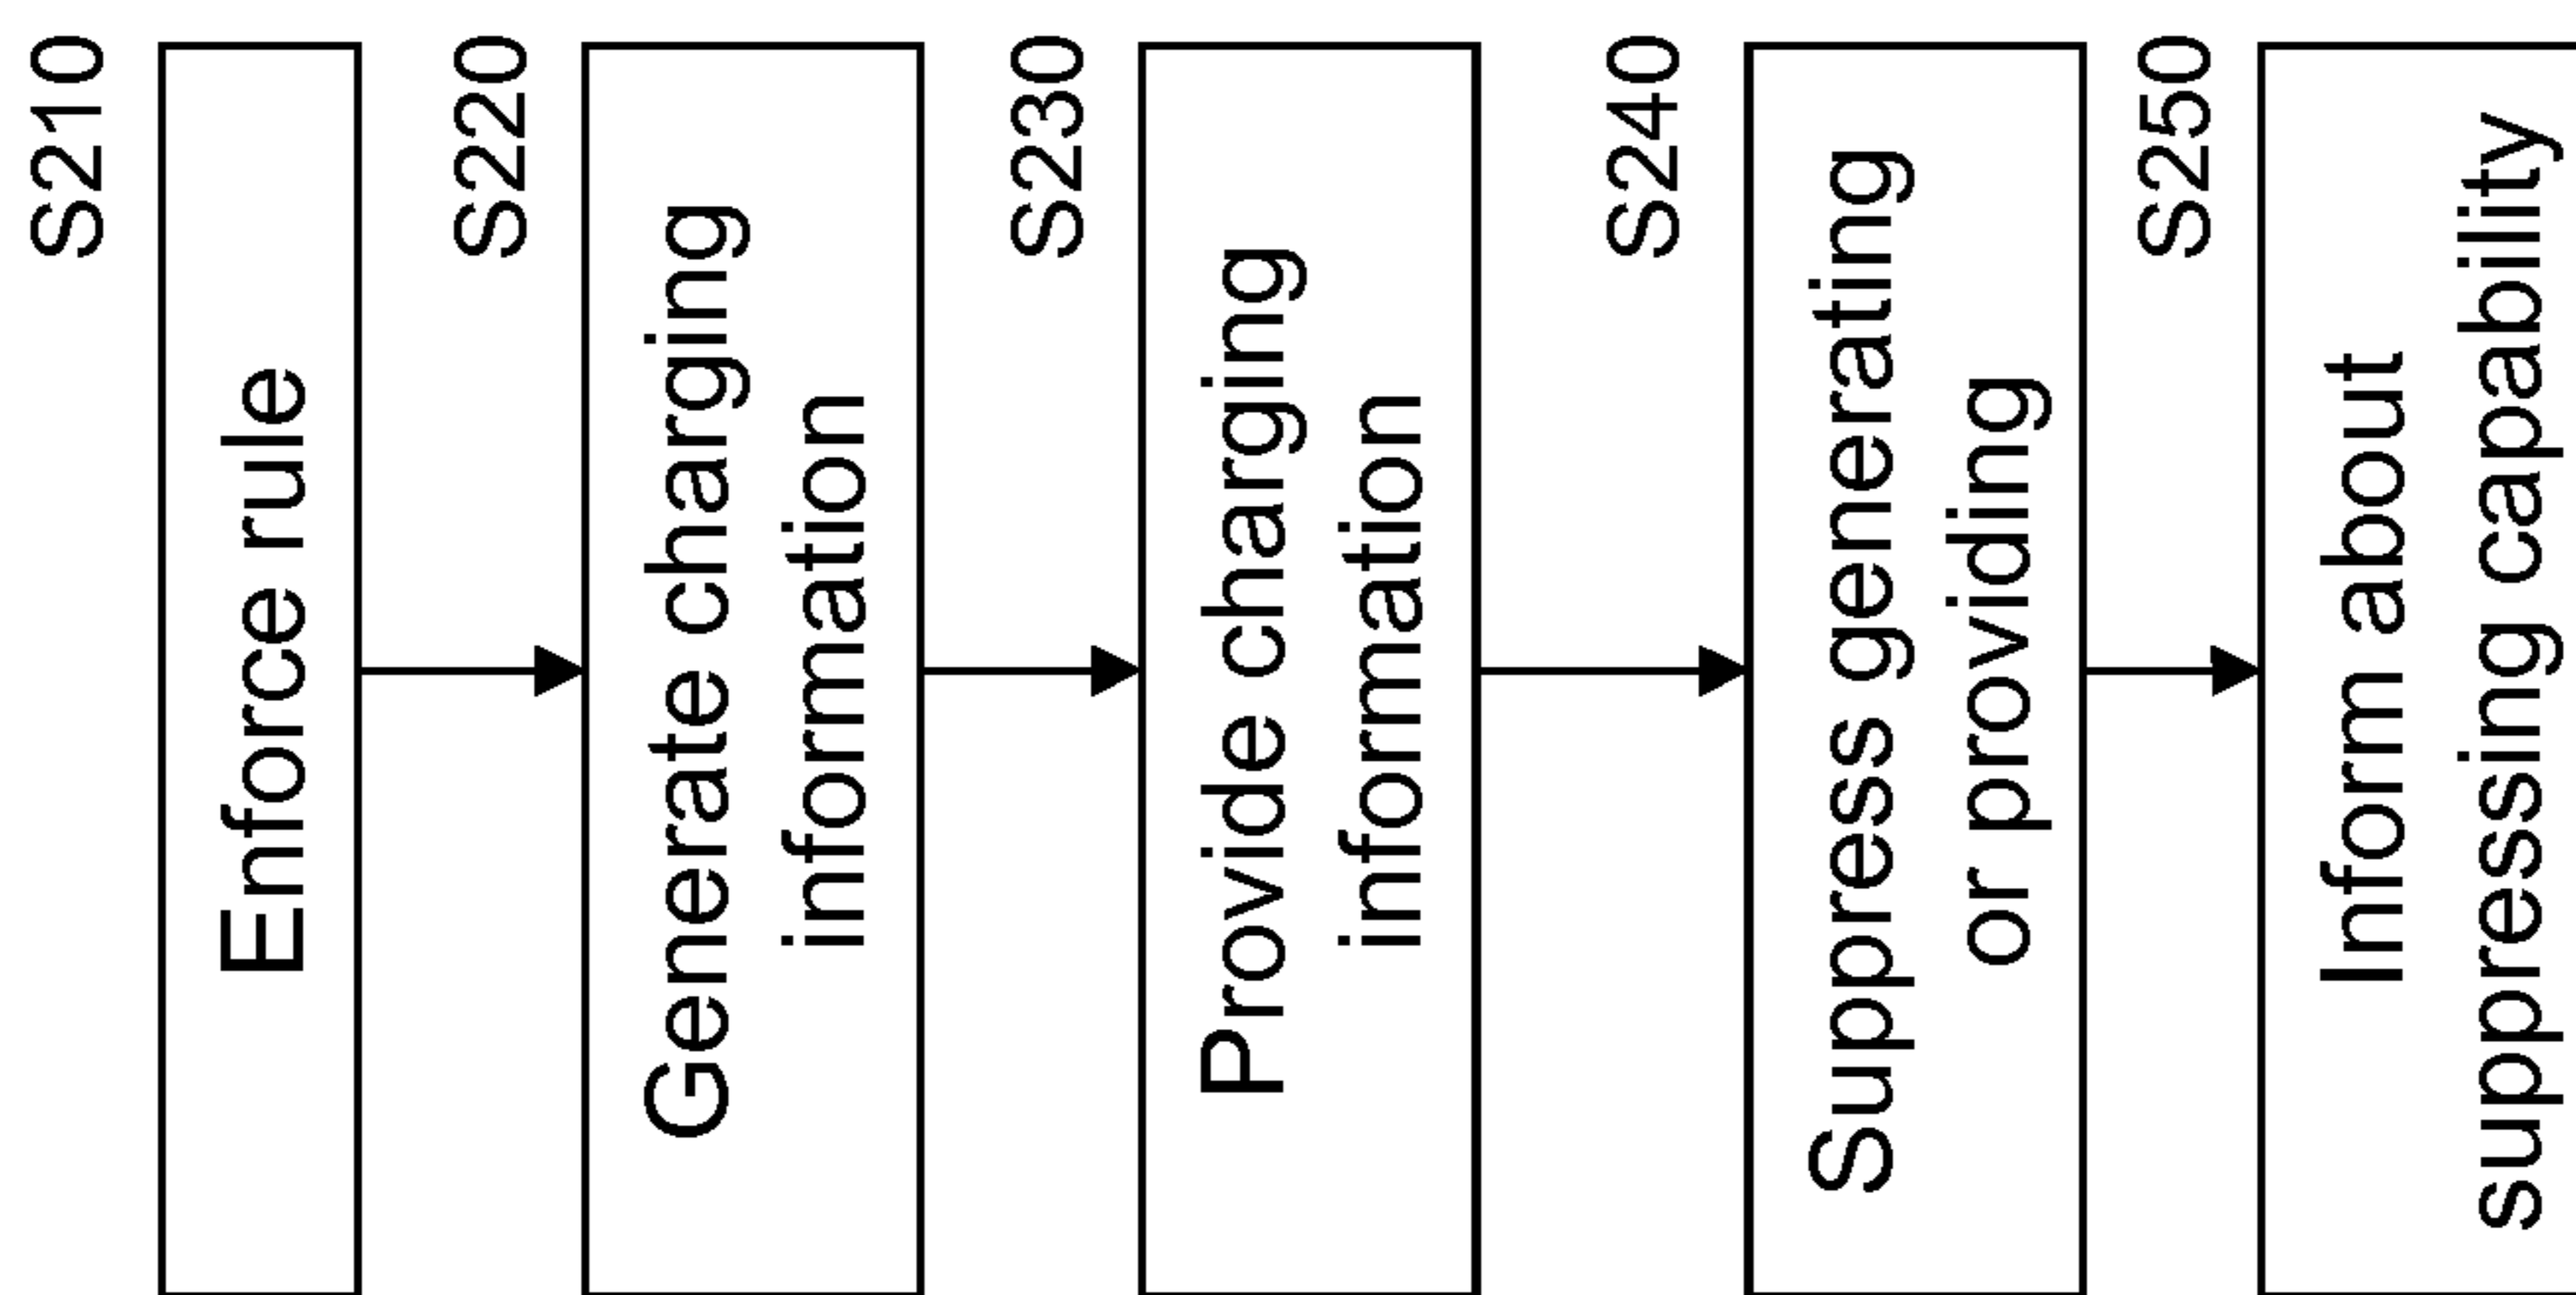 S210
Enforce rule
S220
Generate charging
information
S230
Provide charging
information
S240
Suppress generating
or providing
S250
Inform about
suppressing capability